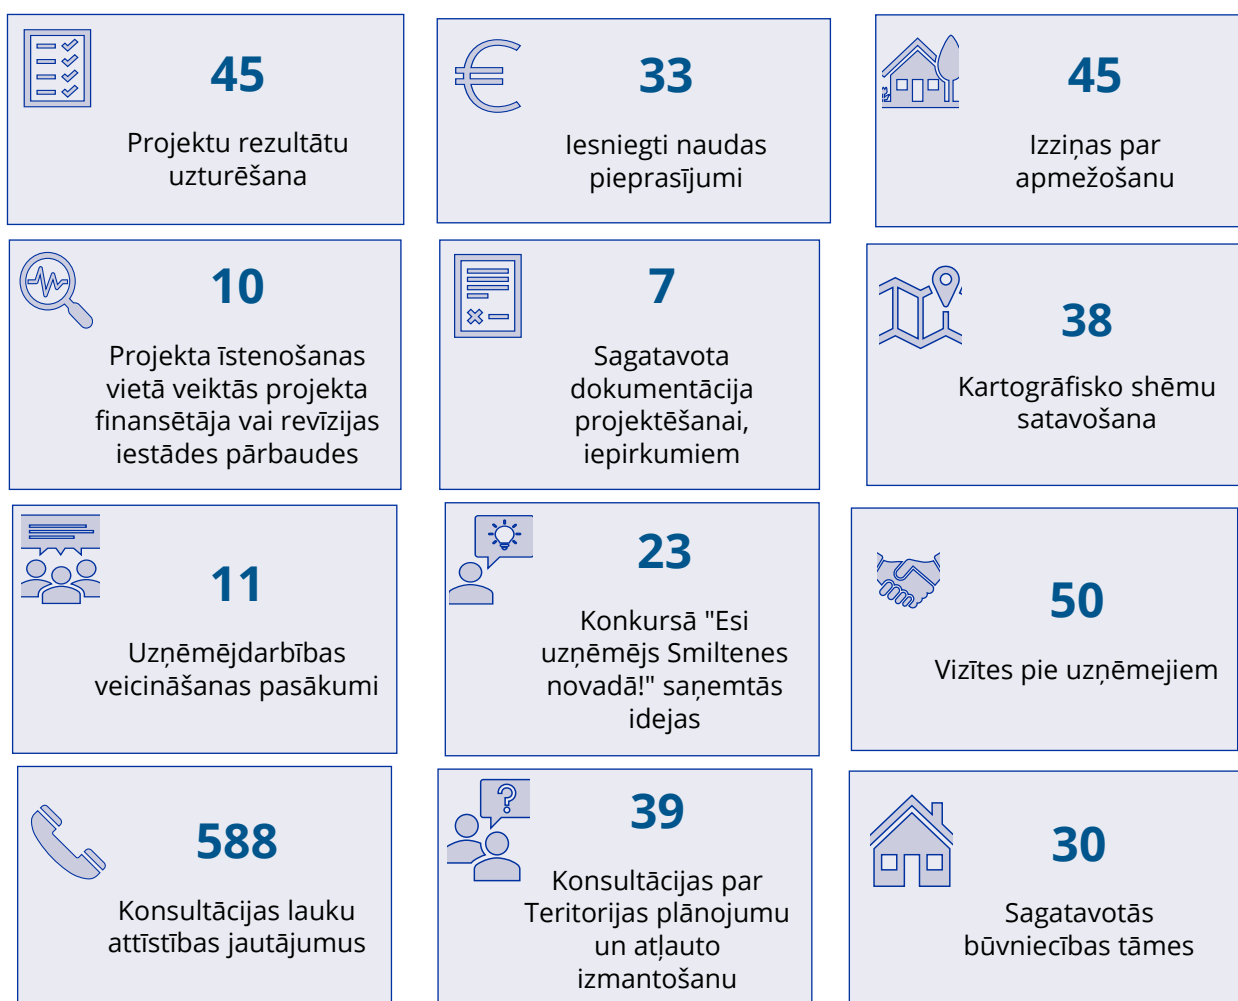 45
Projektu rezultātu
uzturēšana
33
Iesniegti naudas
pieprasījumi
45
Izziņas par
apmežošanu
10
Projekta īstenošanas
vietā veiktās projekta
finansētāja vai revīzijas
iestādes pārbaudes
7
Sagatavota
dokumentācija
projektēšanai,
iepirkumiem
38
Kartogrāfisko shēmu
satavošana
11
Uzņēmējdarbības
veicināšanas pasākumi
23
Konkursā "Esi
uzņēmējs Smiltenes
novadā!" saņemtās
idejas
50
Vizītes pie uzņēmejiem
588
Konsultācijas lauku
attīstības jautājumus
39
Konsultācijas par
Teritorijas plānojumu
un atļauto
izmantošanu
30
Sagatavotās
būvniecības tāmes